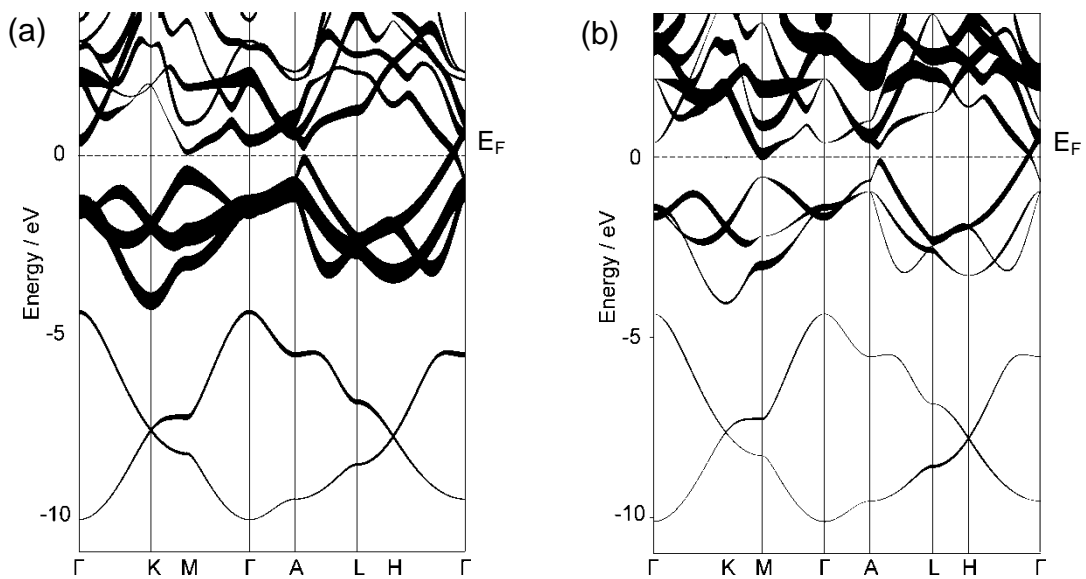 (a)
0
-5
-10
Energy / eV
E_F
Γ K M Γ A L H Γ
(b)
0
-5
-10
Energy / eV
E_F
Γ K M Γ A L H Γ